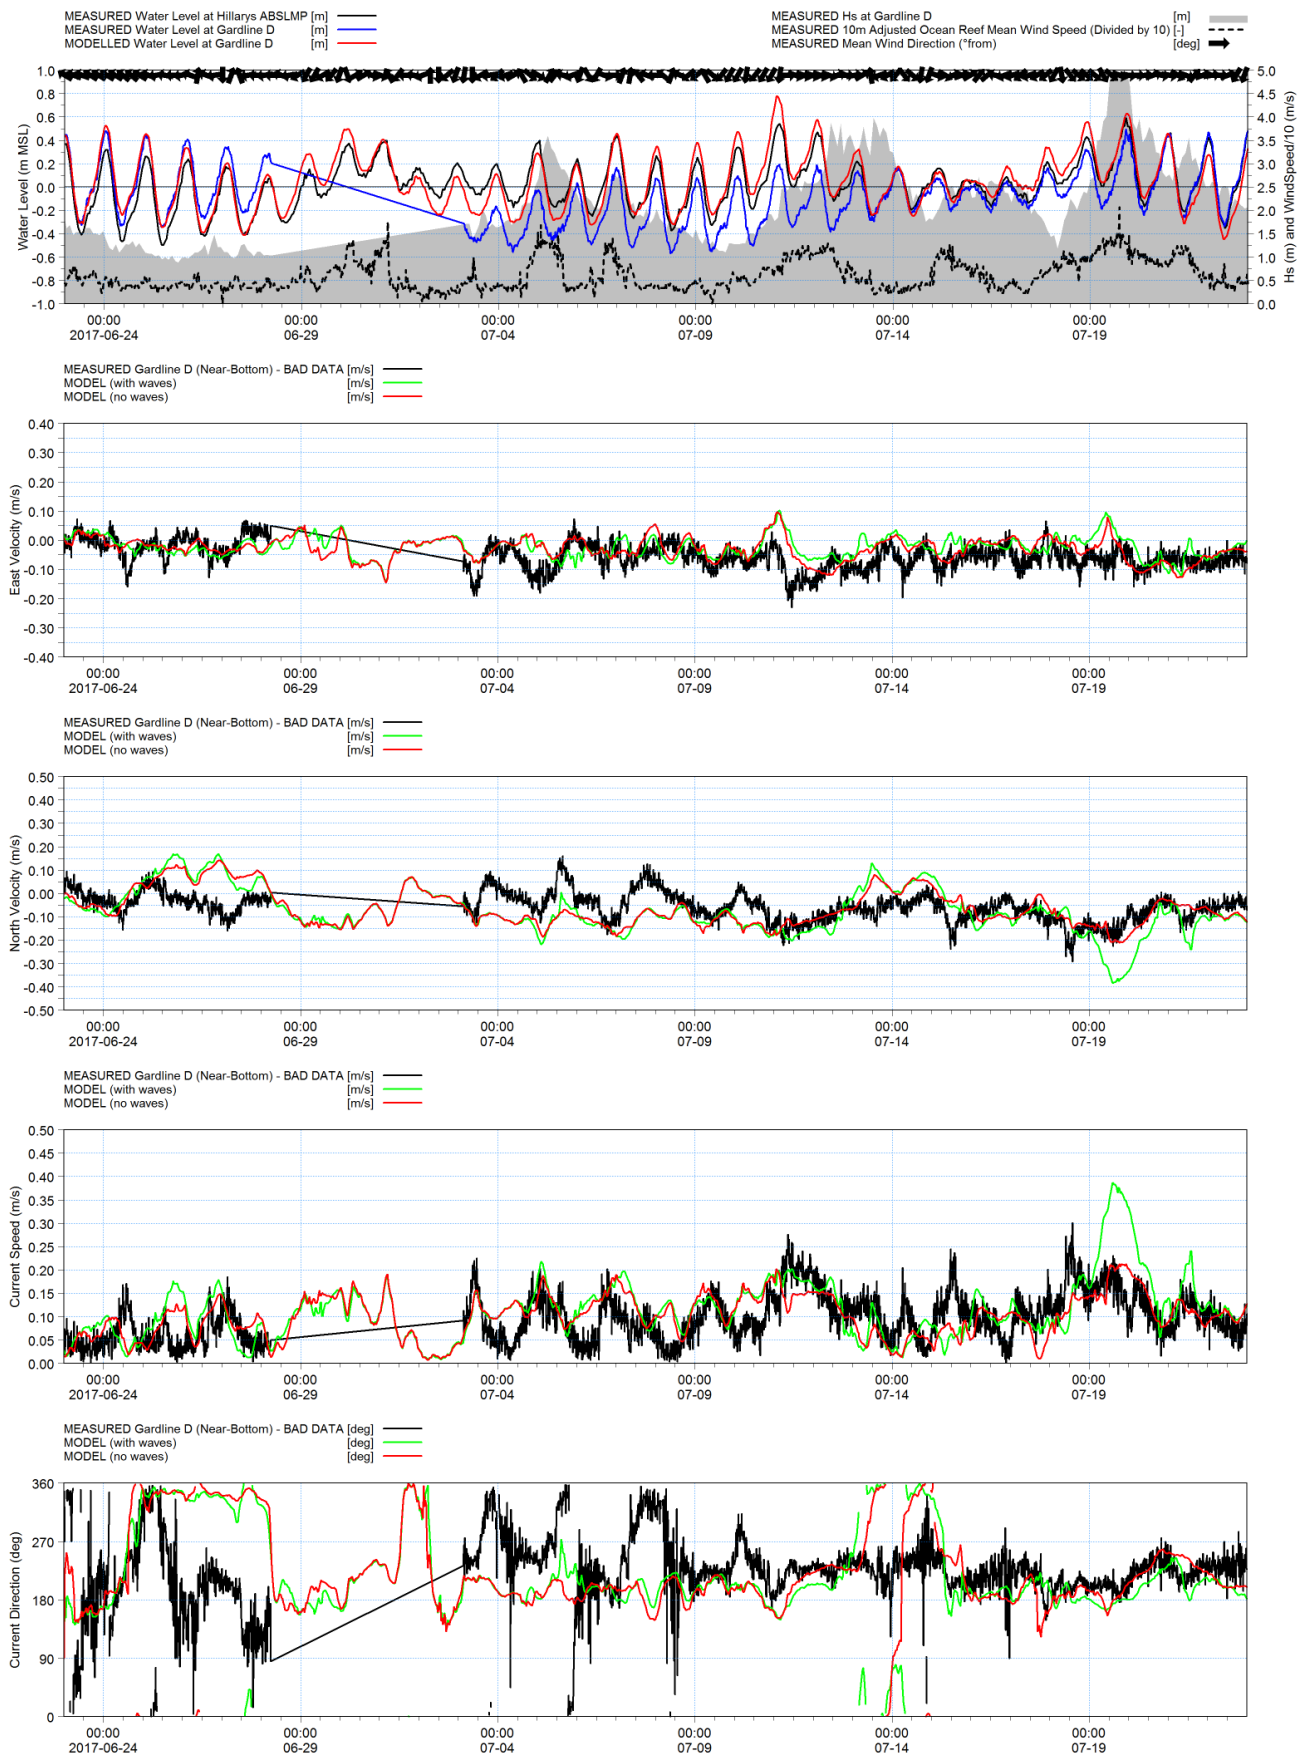 MEASURED Water Level at Hillarys ABSLMP [m]
MEASURED Water Level at Gardline D [m]
MODELLED Water Level at Gardline D [m]
MEASURED Hs at Gardline D [m]
MEASURED 10m Adjusted Ocean Reef Mean Wind Speed (Divided by 10) [-]
MEASURED Mean Wind Direction (°from) [deg]
Water Level (m MSL)
1.0
0.8
0.6
0.4
0.2
0.0
-0.2
-0.4
-0.6
-0.8
-1.0
5.0
4.5
4.0
3.5
3.0
2.5
2.0
1.5
1.0
0.5
0.0
Hs (m) and WindSpeed/10 (m/s)
00:00 00:00 00:00 00:00 00:00 00:00
2017-06-24 06-29 07-04 07-09 07-14 07-19
MEASURED Gardline D (Near-Bottom) - BAD DATA [m/s]
MODEL (with waves) [m/s]
MODEL (no waves) [m/s]
East Velocity (m/s)
0.40
0.30
0.20
0.10
0.00
-0.10
-0.20
-0.30
-0.40
00:00 00:00 00:00 00:00 00:00 00:00
2017-06-24 06-29 07-04 07-09 07-14 07-19
MEASURED Gardline D (Near-Bottom) - BAD DATA [m/s]
MODEL (with waves) [m/s]
MODEL (no waves) [m/s]
North Velocity (m/s)
0.50
0.40
0.30
0.20
0.10
0.00
-0.10
-0.20
-0.30
-0.40
-0.50
00:00 00:00 00:00 00:00 00:00 00:00
2017-06-24 06-29 07-04 07-09 07-14 07-19
MEASURED Gardline D (Near-Bottom) - BAD DATA [m/s]
MODEL (with waves) [m/s]
MODEL (no waves) [m/s]
Current Speed (m/s)
0.50
0.45
0.40
0.35
0.30
0.25
0.20
0.15
0.10
0.05
0.00
00:00 00:00 00:00 00:00 00:00 00:00
2017-06-24 06-29 07-04 07-09 07-14 07-19
MEASURED Gardline D (Near-Bottom) - BAD DATA [deg]
MODEL (with waves) [deg]
MODEL (no waves) [deg]
Current Direction (deg)
360
270
180
90
0
00:00 00:00 00:00 00:00 00:00 00:00
2017-06-24 06-29 07-04 07-09 07-14 07-19